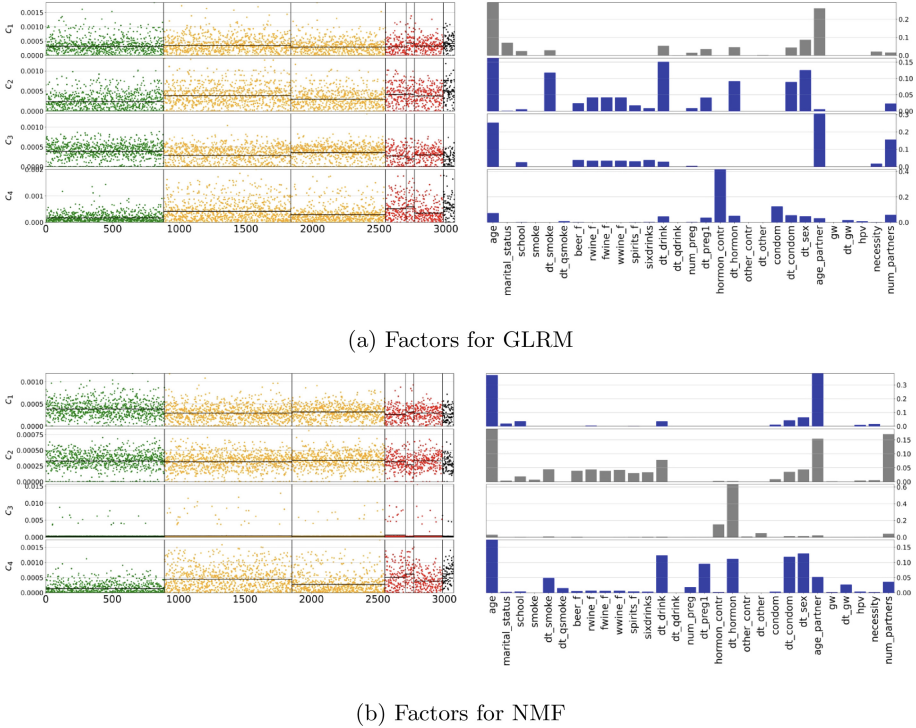 c1
0.0015
0.0010
0.0005
0.0000
0.2
0.1
0.0
c2
0.0010
0.0005
0.0000
0.15
0.10
0.05
0.00
c3
0.0010
0.0005
0.0000
0.3
0.2
0.1
0.0
c4
0.002
0.001
0.000
0.4
0.2
0.0
0 500 1000 1500 2000 2500 3000
age
marital_status
school
smoke
dt_smoke
dt_qsmoke
beer_f
rwine_f
fwine_f
wwine_f
spirits_f
sixdrinks
dt_drink
dt_qdrink
num_preg
dt_preg1
hormon_contr
dt_hormon
other_contr
dt_other
condom
dt_condom
dt_sex
age_partner
gw
dt_gw
hpv
necessity
num_partners
(a) Factors for GLRM
c1
0.0010
0.0005
0.0000
0.3
0.2
0.1
0.0
c2
0.00075
0.00050
0.00025
0.00000
0.15
0.10
0.05
0.00
c3
0.015
0.010
0.005
0.000
0.6
0.4
0.2
0.0
c4
0.0015
0.0010
0.0005
0.0000
0.15
0.10
0.05
0.00
0 500 1000 1500 2000 2500 3000
age
marital_status
school
smoke
dt_smoke
dt_qsmoke
beer_f
rwine_f
fwine_f
wwine_f
spirits_f
sixdrinks
dt_drink
dt_qdrink
num_preg
dt_preg1
hormon_contr
dt_hormon
other_contr
dt_other
condom
dt_condom
dt_sex
age_partner
gw
dt_gw
hpv
necessity
num_partners
(b) Factors for NMF